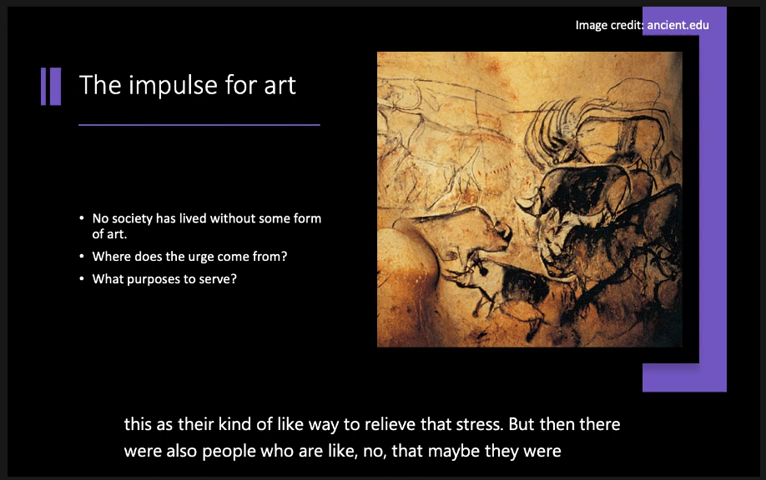 Image credit: ancient.edu
The impulse for art
• No society has lived without some form
of art.
• Where does the urge come from?
• What purposes to serve?
this as their kind of like way to relieve that stress. But then there
were also people who are like, no, that maybe they were